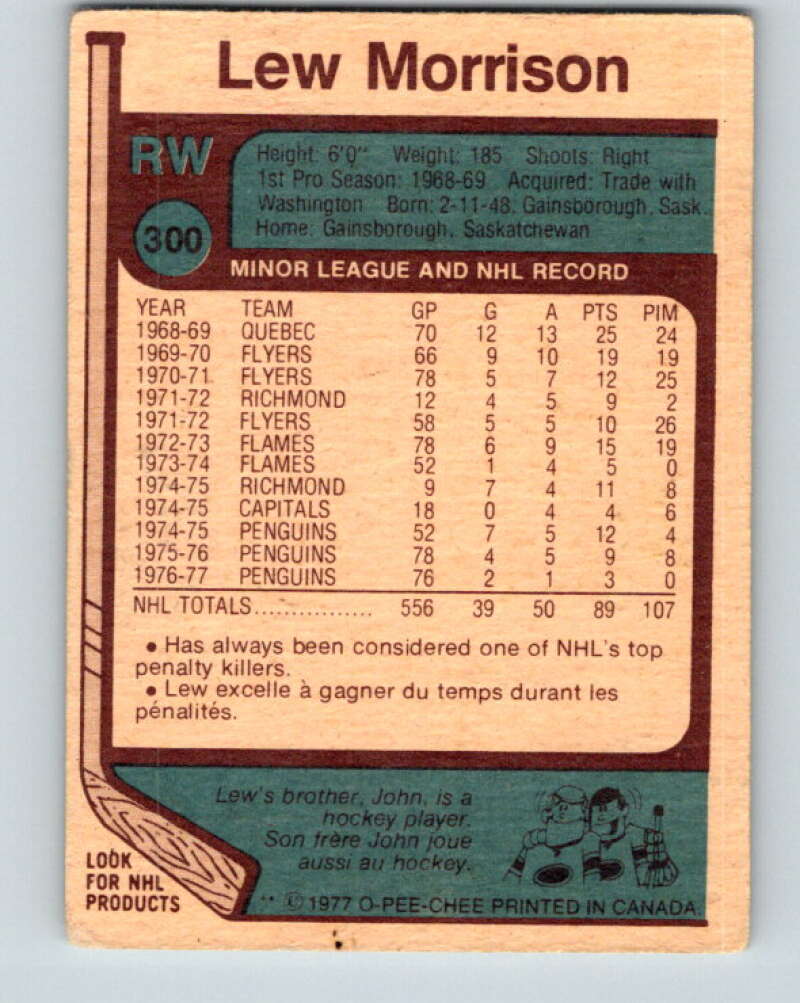 Lew Morrison
RW
Height: 6'0" Weight: 185 Shoots: Right
1st Pro Season: 1968-69 Acquired: Trade with
Washington Born: 2-11-48, Gainsborough, Sask.
Home: Gainsborough, Saskatchewan
300
MINOR LEAGUE AND NHL RECORD
YEAR TEAM GP G A PTS PIM
1968-69 QUEBEC 70 12 13 25 24
1969-70 FLYERS 66 9 10 19 19
1970-71 FLYERS 78 5 7 12 25
1971-72 RICHMOND 12 4 5 9 2
1971-72 FLYERS 58 5 5 10 26
1972-73 FLAMES 78 6 9 15 19
1973-74 FLAMES 52 1 4 5 0
1974-75 RICHMOND 9 7 4 11 8
1974-75 CAPITALS 18 0 4 4 6
1974-75 PENGUINS 52 7 5 12 4
1975-76 PENGUINS 78 4 5 9 8
1976-77 PENGUINS 76 2 1 3 0
NHL TOTALS................ 556 39 50 89 107
• Has always been considered one of NHL's top
penalty killers.
• Lew excelle à gagner du temps durant les
pénalités.
Lew's brother, John, is a
hockey player.
Son frère John joue
aussi au hockey.
LOOK
FOR NHL
PRODUCTS
** © 1977 O-PEE-CHEE PRINTED IN CANADA.